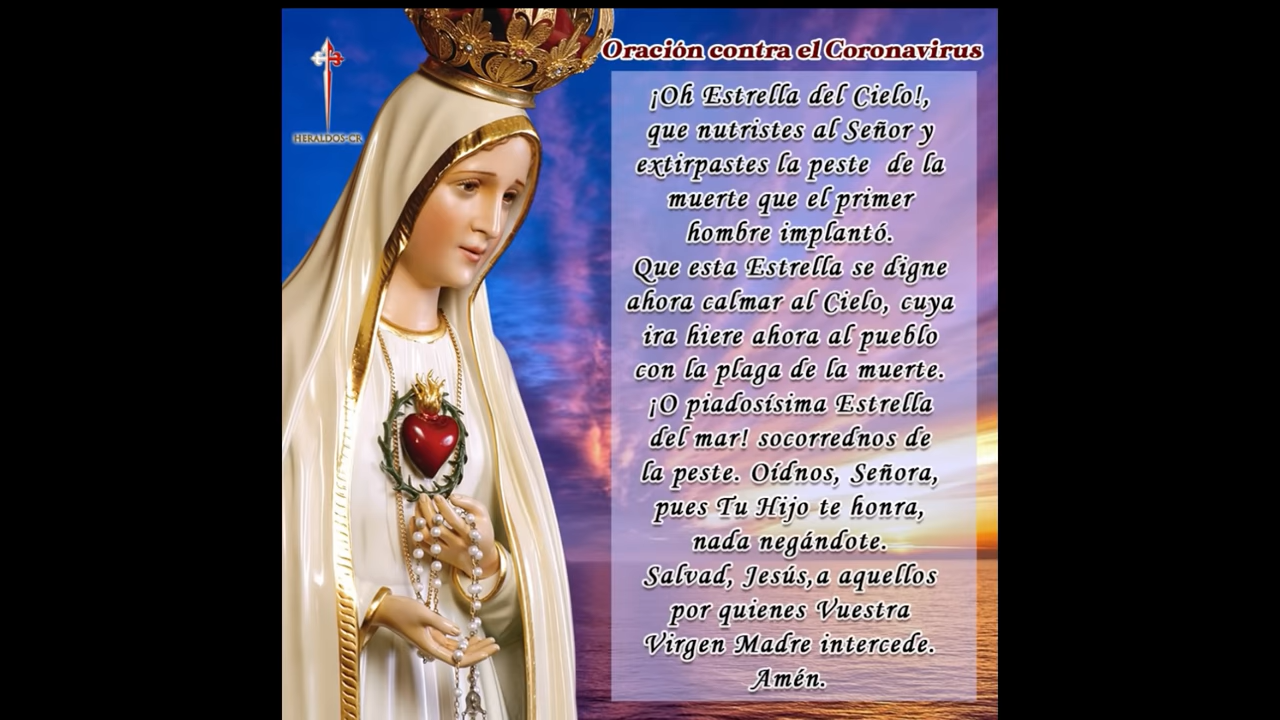 HERALDOS-CR
Oración contra el Coronavirus
¡Oh Estrella del Cielo!,
que nutristes al Señor y
extirpastes la peste de la
muerte que el primer
hombre implantó.
Que esta Estrella se digne
ahora calmar al Cielo, cuya
ira hiere ahora al pueblo
con la plaga de la muerte.
¡O piadosísima Estrella
del mar! socorrednos de
la peste. Oídnos, Señora,
pues Tu Hijo te honra,
nada negándote.
Salvad, Jesús,a aquellos
por quienes Vuestra
Virgen Madre intercede.
Amén.